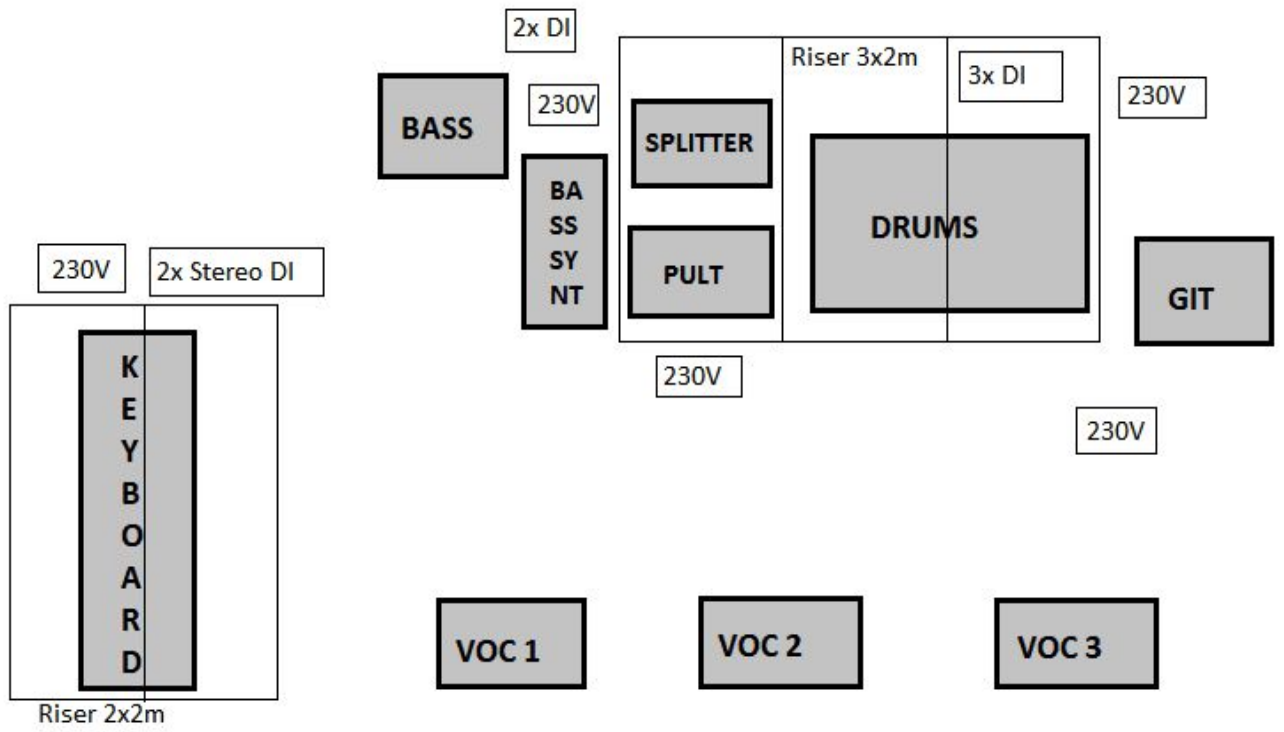 2x DI
Riser 3x2m
3x DI
230V
230V
BASS
SPLITTER
BA
SS
SY
NT
DRUMS
PULT
230V
2x Stereo DI
GIT
230V
230V
K
E
Y
B
O
A
R
D
VOC 1
VOC 2
VOC 3
Riser 2x2m